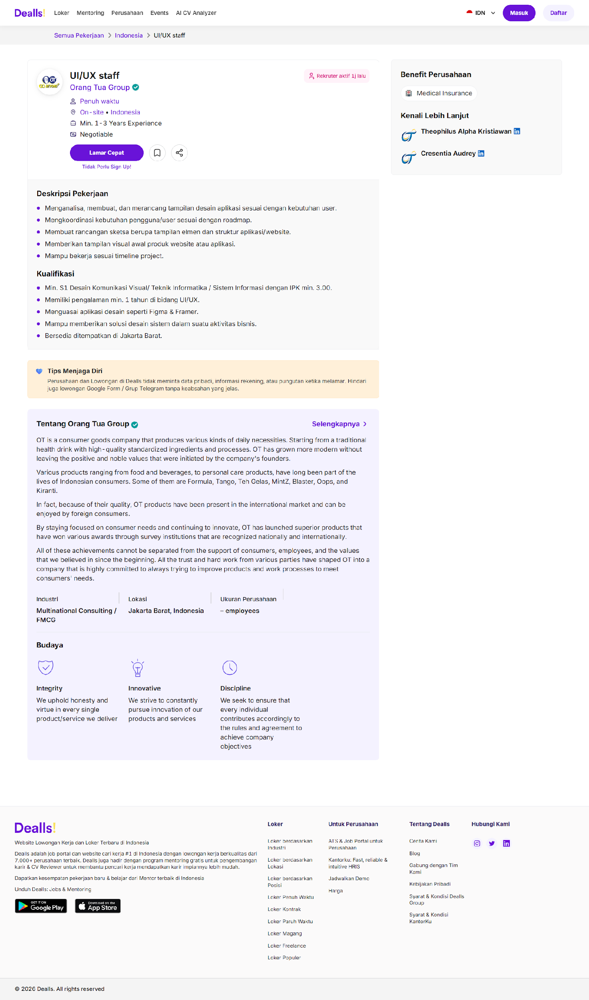 Dealls!
Loker
Mentoring
Perusahaan
Events
AI CV Analyzer
IDN
Masuk
Daftar
Semua Pekerjaan
Indonesia
UI/UX staff
OT
GO BEYOND
UI/UX staff
Orang Tua Group
Penuh waktu
On-site • Indonesia
Min. 1-3 Years Experience
Negotiable
Rekruter aktif 1j lalu
Lamar Cepat
Tidak Perlu Sign Up!
Deskripsi Pekerjaan
Menganalisa, membuat, dan merancang tampilan desain aplikasi sesuai dengan kebutuhan user.
Mengkoordinasi kebutuhan pengguna/user sesuai dengan roadmap.
Membuat rancangan sketsa berupa tampilan elmen dan struktur aplikasi/website.
Memberikan tampilan visual awal produk website atau aplikasi.
Mampu bekerja sesuai timeline project.
Kualifikasi
Min. S1 Desain Komunikasi Visual/ Teknik Informatika / Sistem Informasi dengan IPK min. 3.00.
Memiliki pengalaman min. 1 tahun di bidang UI/UX.
Menguasai aplikasi desain seperti Figma & Framer.
Mampu memberikan solusi desain sistem dalam suatu aktivitas bisnis.
Bersedia ditempatkan di Jakarta Barat.
Benefit Perusahaan
Medical Insurance
Kenali Lebih Lanjut
Theophilus Alpha Kristiawan
Cresentia Audrey
Tips Menjaga Diri
Perusahaan dan Lowongan di Dealls tidak meminta data pribadi, informasi rekening, atau pungutan ketika melamar. Hindari
juga lowongan Google Form / Grup Telegram tanpa keabsahan yang jelas.
Tentang Orang Tua Group
Selengkapnya
OT is a consumer goods company that produces various kinds of daily necessities. Starting from a traditional
health drink with high-quality standardized ingredients and processes. OT has grown more modern without
leaving the positive and noble values that were initiated by the company's founders.
Various products ranging from food and beverages, to personal care products, have long been part of the
lives of Indonesian consumers. Some of them are Formula, Tango, Teh Gelas, MintZ, Blaster, Oops, and
Kiranti.
In fact, because of their quality, OT products have been present in the international market and can be
enjoyed by foreign consumers.
By staying focused on consumer needs and continuing to innovate, OT has launched superior products that
have won various awards through survey institutions that are recognized nationally and internationally.
All of these achievements cannot be separated from the support of consumers, employees, and the values
that we believed in since the beginning. All the trust and hard work from various parties have shaped OT into a
company that is highly committed to always trying to improve products and work processes to meet
consumers' needs.
Industri
Multinational Consulting /
FMCG
Lokasi
Jakarta Barat, Indonesia
Ukuran Perusahaan
– employees
Budaya
Integrity
We uphold honesty and
virtue in every single
product/service we deliver
Innovative
We strive to constantly
pursue innovation of our
products and services
Discipline
We seek to ensure that
every individual
contributes accordingly to
the rules and agreement to
achieve company
objectives
Dealls!
Website Lowongan Kerja dan Loker Terbaru di Indonesia
Dealls adalah job portal dan website cari kerja #1 di Indonesia dengan lowongan kerja berkualitas dari
7.000+ perusahaan terbaik. Dealls juga hadir dengan program mentoring gratis untuk pengembangan
karir & CV Reviewer untuk membantu pencari kerja mendapatkan karir impiannya lebih mudah.
Dapatkan kesempatan pekerjaan baru & belajar dari Mentor terbaik di Indonesia
Unduh Dealls: Jobs & Mentoring
GET IT ON
Google Play
Download on the
App Store
Loker
Loker berdasarkan
Industri
Loker berdasarkan
Lokasi
Loker berdasarkan
Posisi
Loker Penuh Waktu
Loker Kontrak
Loker Paruh Waktu
Loker Magang
Loker Freelance
Loker Populer
Untuk Perusahaan
ATS & Job Portal untuk
Perusahaan
Kantorku: Fast, reliable &
intuitive HRIS
Jadwalkan Demo
Harga
Tentang Dealls
Cerita Kami
Blog
Gabung dengan Tim
Kami
Kebijakan Pribadi
Syarat & Kondisi Dealls
Group
Syarat & Kondisi
KantorKu
Hubungi Kami
© 2026 Dealls. All rights reserved